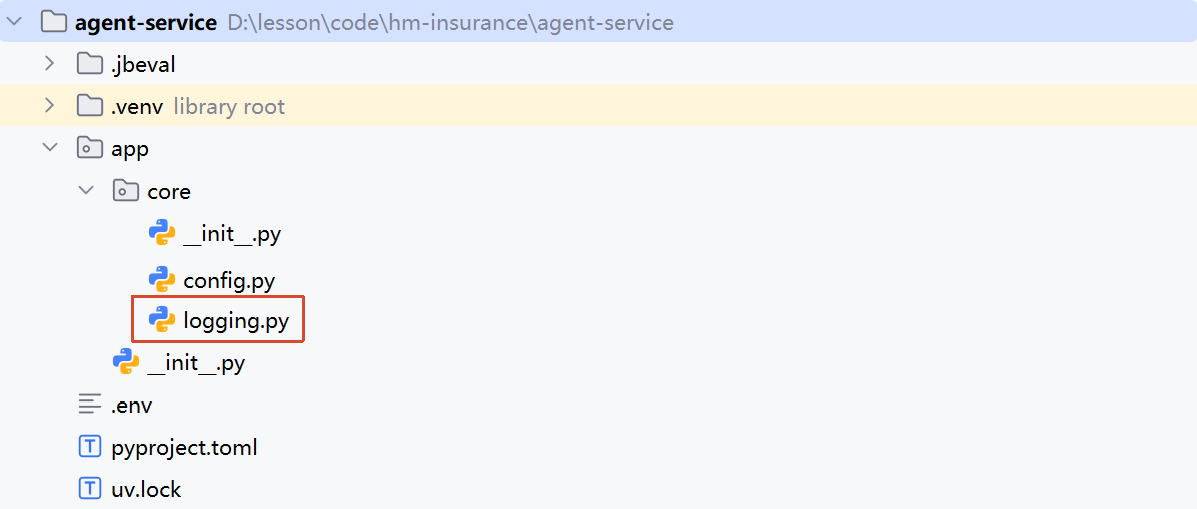 agent-service D:\lesson\code\hm-insurance\agent-service
.jbeval
.venv library root
app
core
__init__.py
config.py
logging.py
__init__.py
.env
pyproject.toml
uv.lock